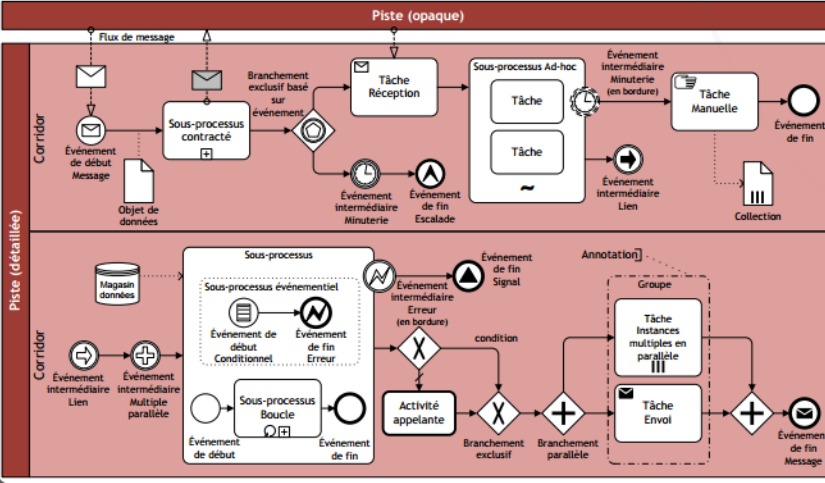 Piste (opaque)
Flux de message
Piste (détaillée)
Corridor
Événement
de début
Message
Objet de
données
Sous-processus
contracté
Branchement
exclusif basé
sur
événement
Tâche
Réception
Événement
intermédiaire
Minuterie
Événement
de fin
Escalade
Sous-processus Ad-hoc
Tâche
Tâche
~
Événement
intermédiaire
Minuterie
(en bordure)
Événement
intermédiaire
Lien
Tâche
Manuelle
Événement
de fin
Collection
Corridor
Magasin
données
Événement
intermédiaire
Lien
Événement
intermédiaire
Multiple
parallèle
Sous-processus
Sous-processus événementiel
Événement de
début
Conditionnel
Événement
de fin
Erreur
Événement
de début
Sous-processus
Boucle
Événement
de fin
Événement
intermédiaire
Erreur
(en bordure)
Événement
de fin
Signal
condition
Activité
appelante
Branchement
exclusif
Branchement
parallèle
Annotation
Groupe
Tâche
Instances
multiples en
parallèle
Tâche
Envoi
Événement
de fin
Message